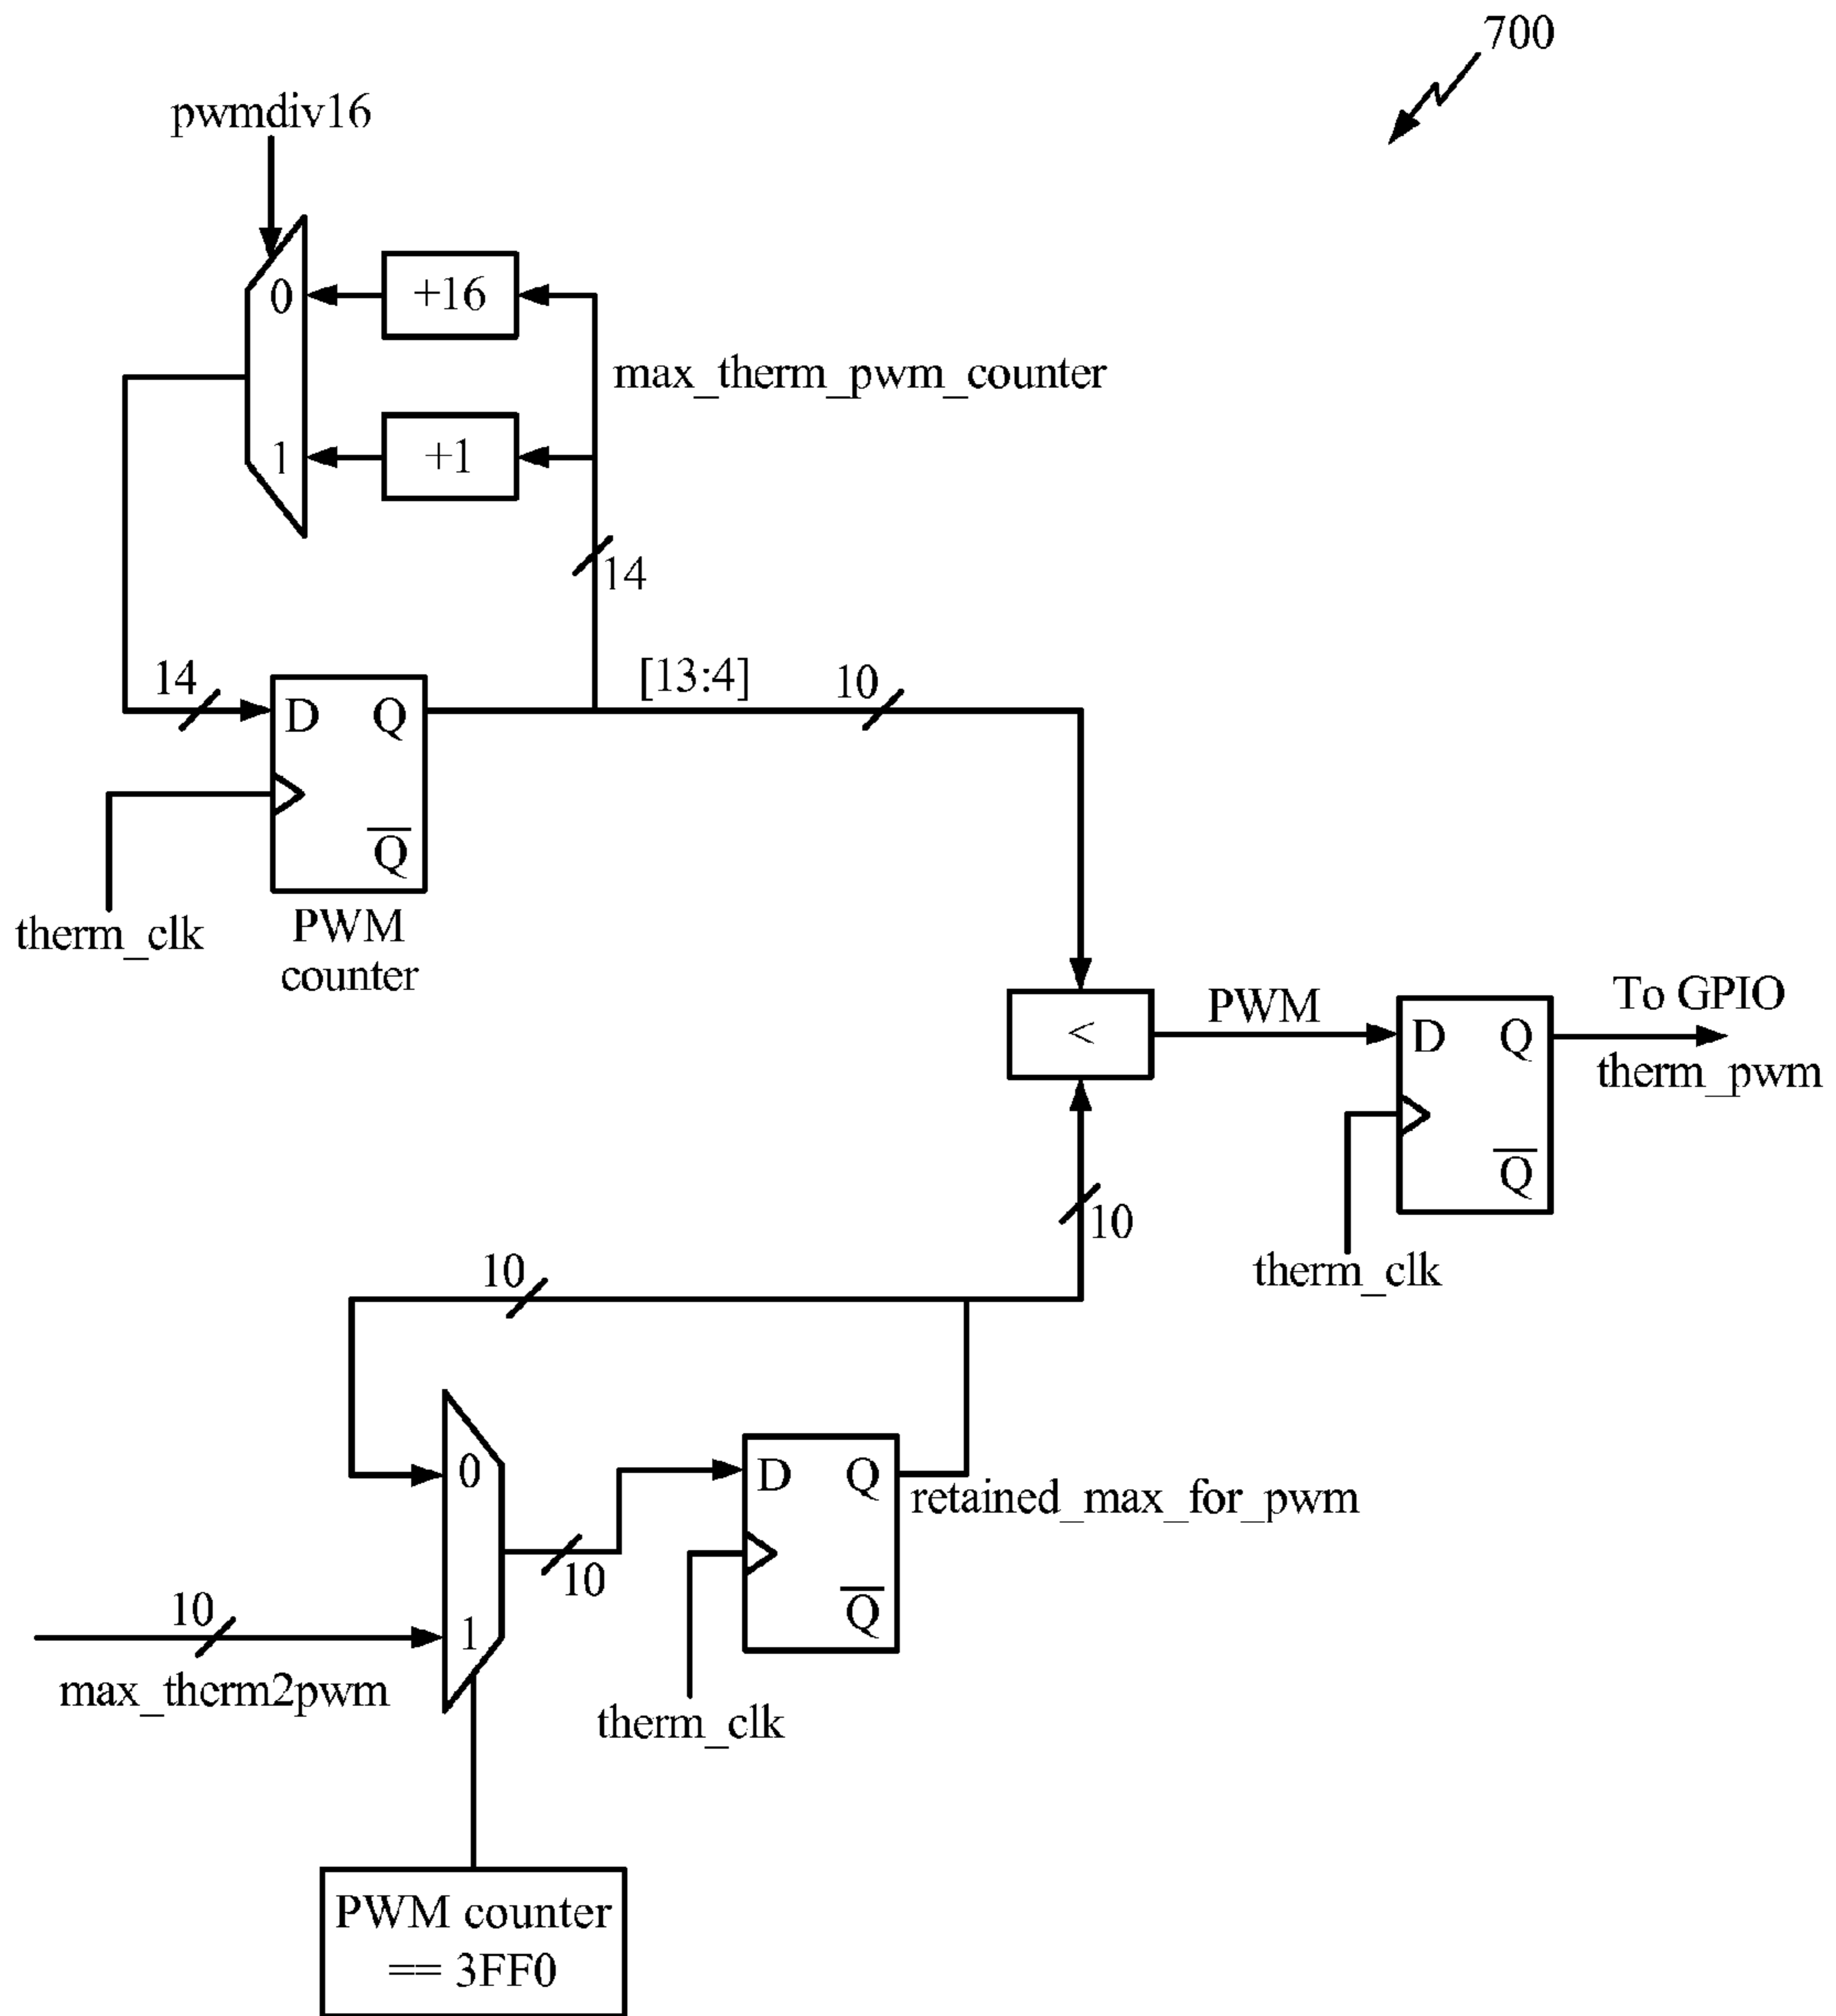 700
pwmdiv16
0
+16
max_therm_pwm_counter
1
+1
14
14
[13:4]
10
D
Q
Q
therm_clk
PWM
counter
<
PWM
D
Q
To GPIO
therm_pwm
Q
therm_clk
10
10
0
D
Q
retained_max_for_pwm
10
Q
10
1
max_therm2pwm
therm_clk
PWM counter
== 3FF0